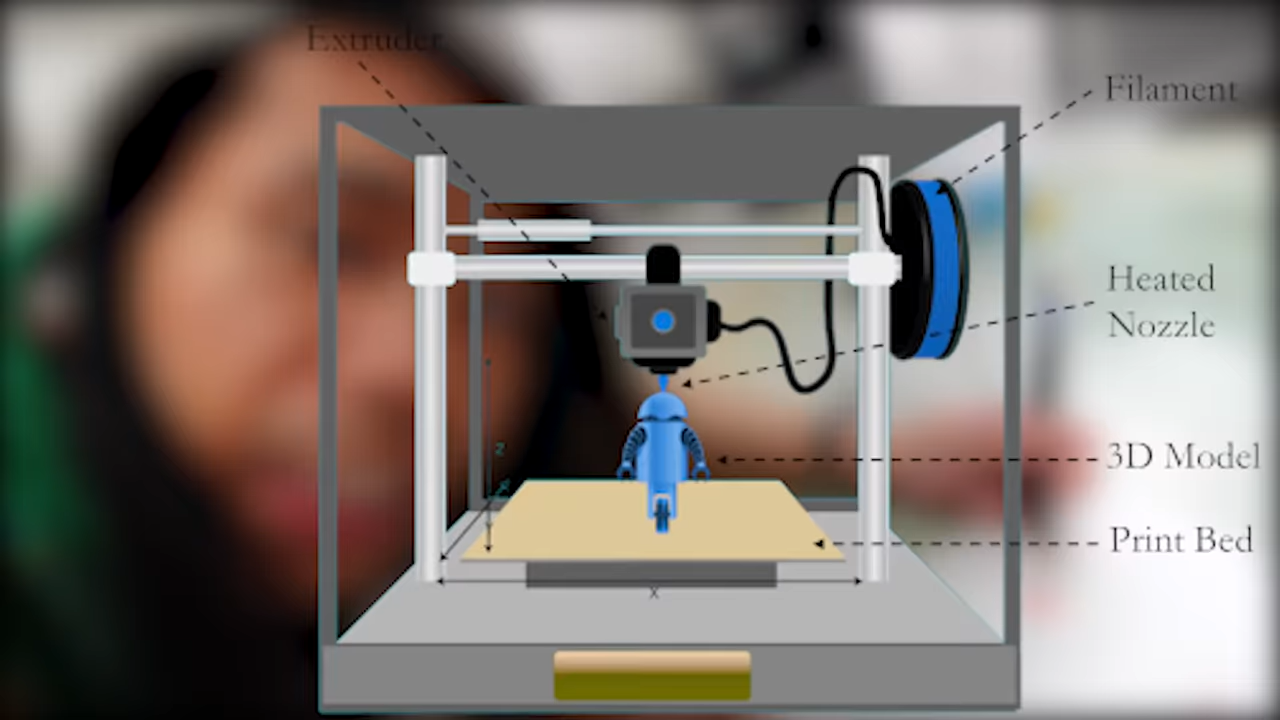 Extruder
Filament
Heated
Nozzle
3D Model
Print Bed
Z
X